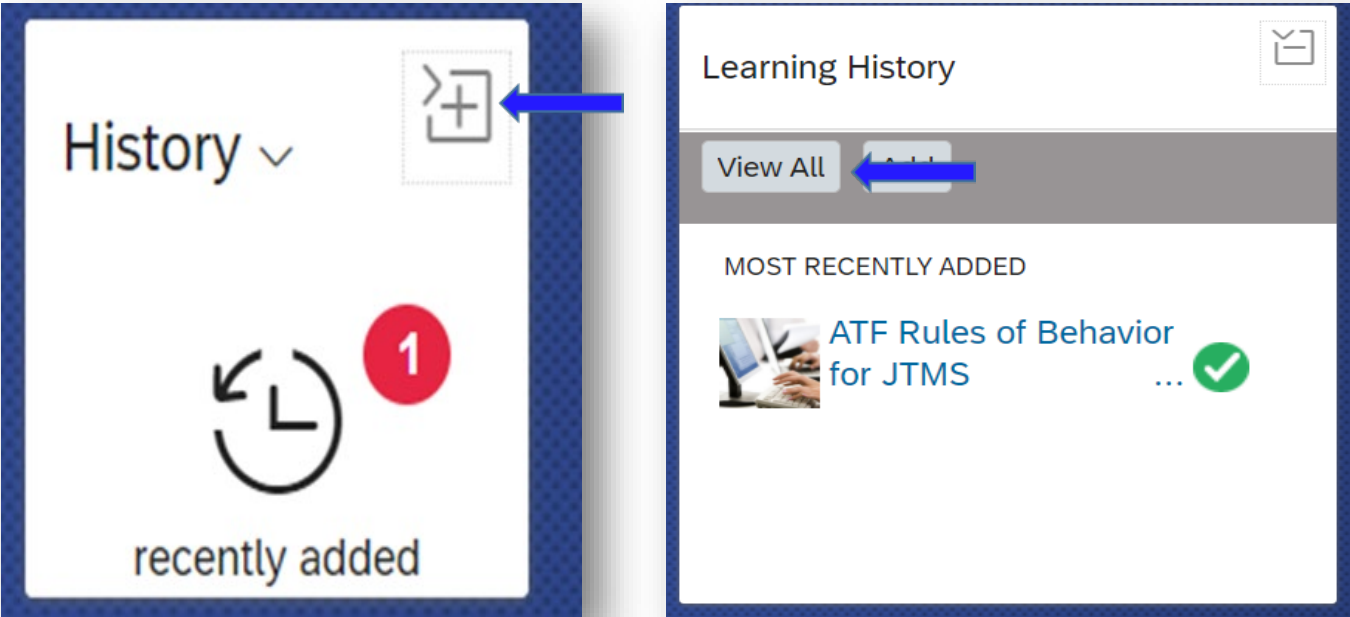 History
1
recently added
Learning History
View All
MOST RECENTLY ADDED
ATF Rules of Behavior
for JTMS ...